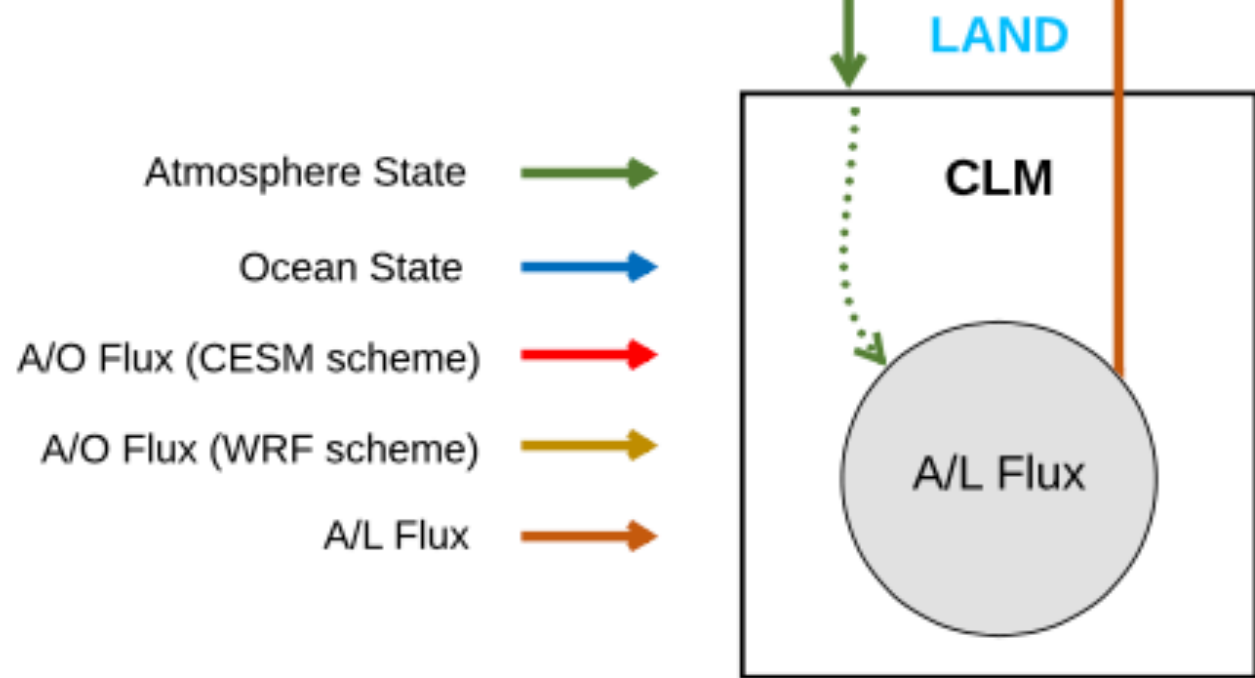 LAND
CLM
Atmosphere State
Ocean State
A/O Flux (CESM scheme)
A/O Flux (WRF scheme)
A/L Flux
A/L Flux